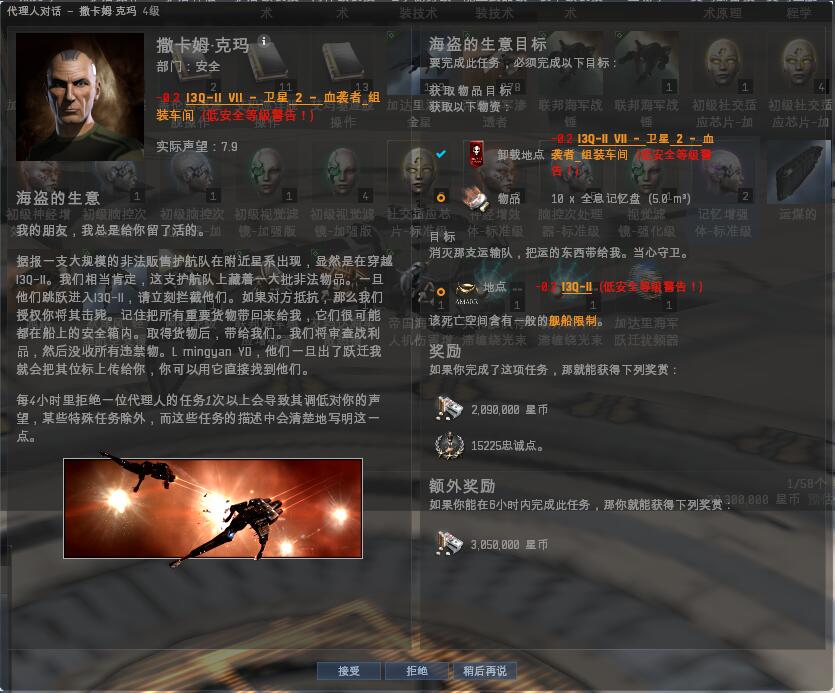 代理人对话 - 撒卡姆·克玛 4级
撒卡姆·克玛
部门：安全
-0.2 I3Q-II VII - 卫星 2 - 血袭者_组
装车间 (低安全等级警告！)
实际声望：7.9
海盗的生意
我的朋友，我总是给你留了活的。
据报一支大规模的非法贩售护航队在附近星系出现，显然是在穿越
I3Q-II。我们相当肯定，这支护航队上藏着一大批非法物品。一旦
他们跳跃进入I3Q-II，请立刻拦截他们。如果对方抵抗，那么我们
授权你将其击毙。记住把所有重要货物带回来给我，它们很可能
都在船上的安全箱内。取得货物后，带给我们。我们将审查战利
品，然后没收所有违禁物。L mingyan YO，他们一旦出了跃迁我
就会把其位标上传给你，你可以用它直接找到他们。
每4小时里拒绝一位代理人的任务1次以上会导致其调低对你的声
望，某些特殊任务除外，而这些任务的描述中会清楚地写明这一
点。
海盗的生意目标
要完成此任务，必须完成以下目标：
获取物品目标
获取以下物资：
卸载地点
-0.2 I3Q-II VII - 卫星 2 - 血
袭者_组装车间 (低安全等级警
告！)
物品 10 x 全息记忆盘 (5.0 m³)
目标
消灭那支运输队，把运的东西带给我。当心守卫。
地点 -0.2 I3Q-II (低安全等级警告！)
AMARR
该死亡空间含有一般的舰船限制。
奖励
如果你完成了这项任务，那就能获得下列奖赏：
2,090,000 星币
15225忠诚点。
额外奖励
如果你能在6小时内完成此任务，那你就能获得下列奖赏：
3,050,000 星币
接受 拒绝 稍后再说